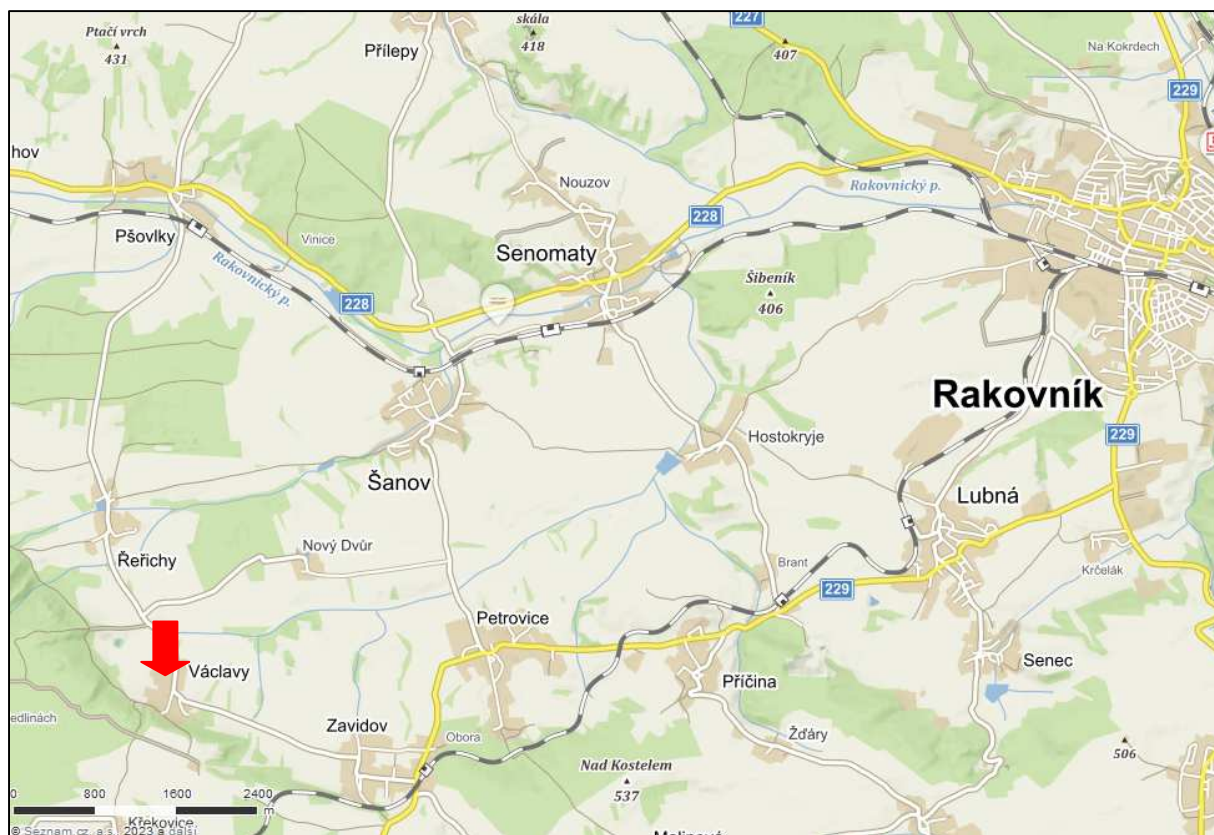 Ptačí vrch
431
Přílepy
skála
418
227
407
Na Kokrdech
229
hov
Nouzov
228
Rakovnický p.
Pšovlky
Vinice
Senomaty
Rakovnický p.
228
Šibeník
406
Rakovník
229
Hostokryje
Šanov
Lubná
Řeřichy
Nový Dvůr
Brant
229
Krčelák
Petrovice
Václavy
Příčina
Senec
edlinách
Zavidov
Obora
Žďáry
506
Nad Kostelem
537
0 800 1600 2400
m
Křekovice
© Seznam.cz, a.s., 2023 a další
Malinová